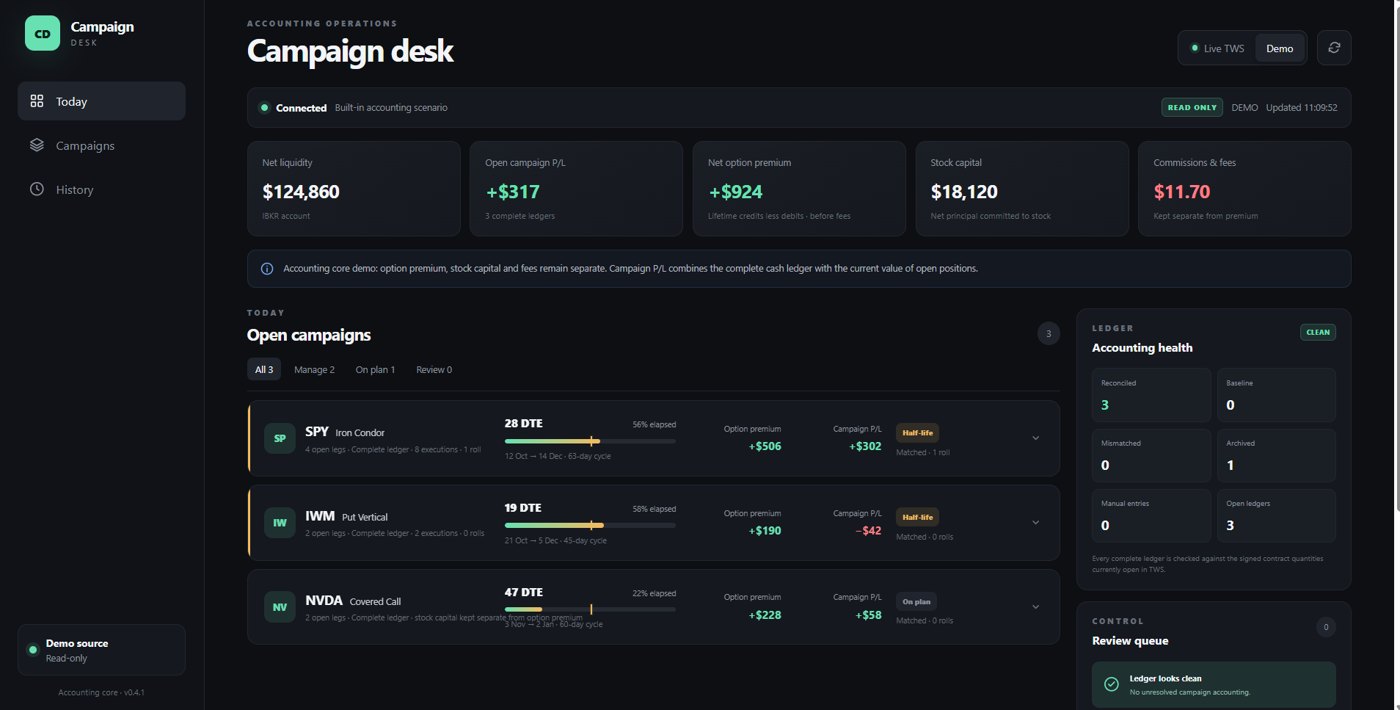 CD
Campaign
DESK
Today
Campaigns
History
Demo source
Read-only
Accounting core · v0.4.1
ACCOUNTING OPERATIONS
Campaign desk
Live TWS
Demo
Connected Built-in accounting scenario
READ ONLY DEMO Updated 11:09:52
Net liquidity
$124,860
IBKR account
Open campaign P/L
+$317
3 complete ledgers
Net option premium
+$924
Lifetime credits less debits · before fees
Stock capital
$18,120
Net principal committed to stock
Commissions & fees
$11.70
Kept separate from premium
Accounting core demo: option premium, stock capital and fees remain separate. Campaign P/L combines the complete cash ledger with the current value of open positions.
TODAY
Open campaigns
3
All 3 Manage 2 On plan 1 Review 0
SP
SPY Iron Condor
4 open legs · Complete ledger · 8 executions · 1 roll
28 DTE
56% elapsed
12 Oct → 14 Dec · 63-day cycle
Option premium
+$506
Campaign P/L
+$302
Half-life
Matched · 1 roll
IW
IWM Put Vertical
2 open legs · Complete ledger · 2 executions · 0 rolls
19 DTE
58% elapsed
21 Oct → 5 Dec · 45-day cycle
Option premium
+$190
Campaign P/L
−$42
Half-life
Matched · 0 rolls
NV
NVDA Covered Call
2 open legs · Complete ledger · stock capital kept separate from option premium
47 DTE
22% elapsed
3 Nov → 2 Jan · 60-day cycle
Option premium
+$228
Campaign P/L
+$58
On plan
Matched · 0 rolls
LEDGER
CLEAN
Accounting health
Reconciled
3
Baseline
0
Mismatched
0
Archived
1
Manual entries
0
Open ledgers
3
Every complete ledger is checked against the signed contract quantities
currently open in TWS.
CONTROL
0
Review queue
Ledger looks clean
No unresolved campaign accounting.